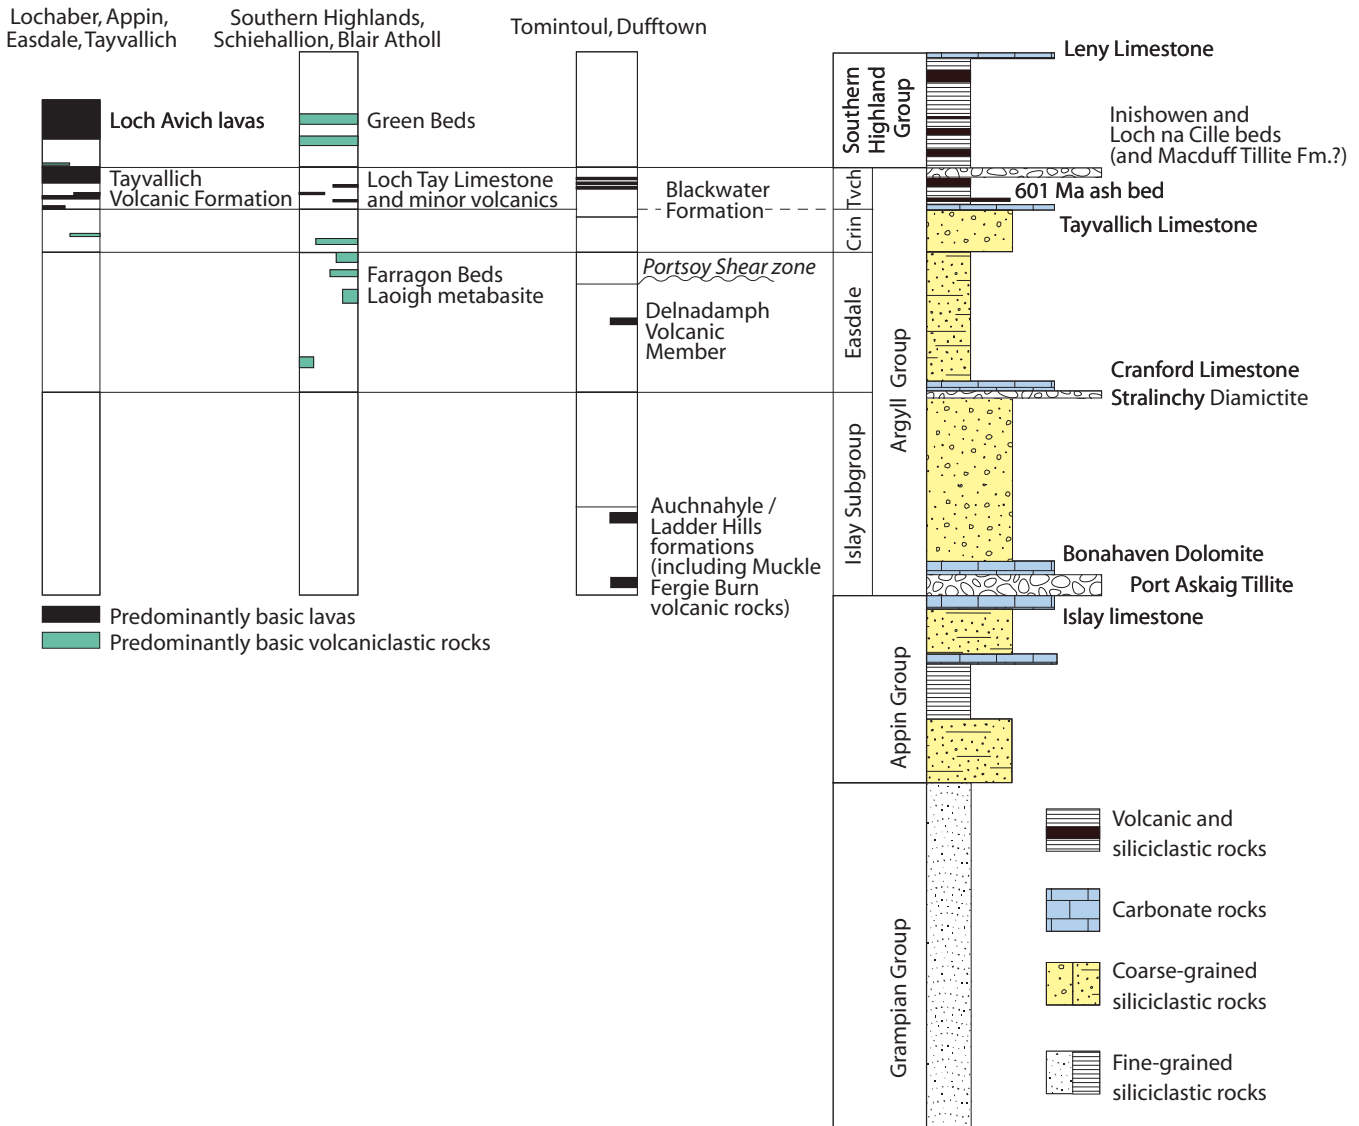 Lochaber, Appin,
Easdale, Tayvallich
Southern Highlands,
Schiehallion, Blair Atholl
Tomintoul, Dufftown
Loch Avich lavas
Tayvallich
Volcanic Formation
Green Beds
Loch Tay Limestone
and minor volcanics
Farragon Beds
Laoigh metabasite
Blackwater
Formation
Portsoy Shear zone
Delnadamph
Volcanic
Member
Auchnahyle /
Ladder Hills
formations
(including Muckle
Fergie Burn
volcanic rocks)
Predominantly basic lavas
Predominantly basic volcaniclastic rocks
Southern
Highland
Group
Tvch
Crin
Easdale
Islay Subgroup
Argyll Group
Appin Group
Grampian Group
Leny Limestone
Inishowen and
Loch na Cille beds
(and Macduff Tillite Fm.?)
601 Ma ash bed
Tayvallich Limestone
Cranford Limestone
Stralinchy Diamictite
Bonahaven Dolomite
Port Askaig Tillite
Islay limestone
Volcanic and
siliciclastic rocks
Carbonate rocks
Coarse-grained
siliciclastic rocks
Fine-grained
siliciclastic rocks